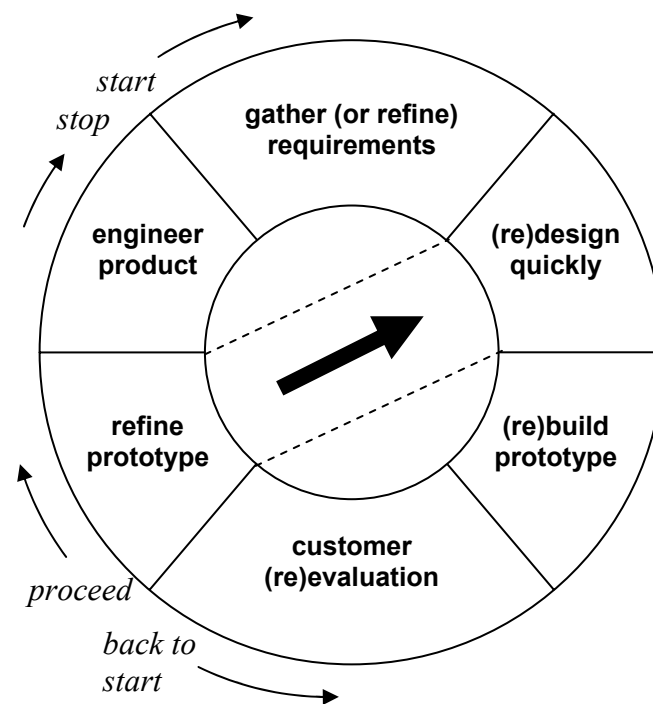 start
stop
gather (or refine)
requirements
(re)design
quickly
(re)build
prototype
customer
(re)evaluation
refine
prototype
engineer
product
proceed
back to
start